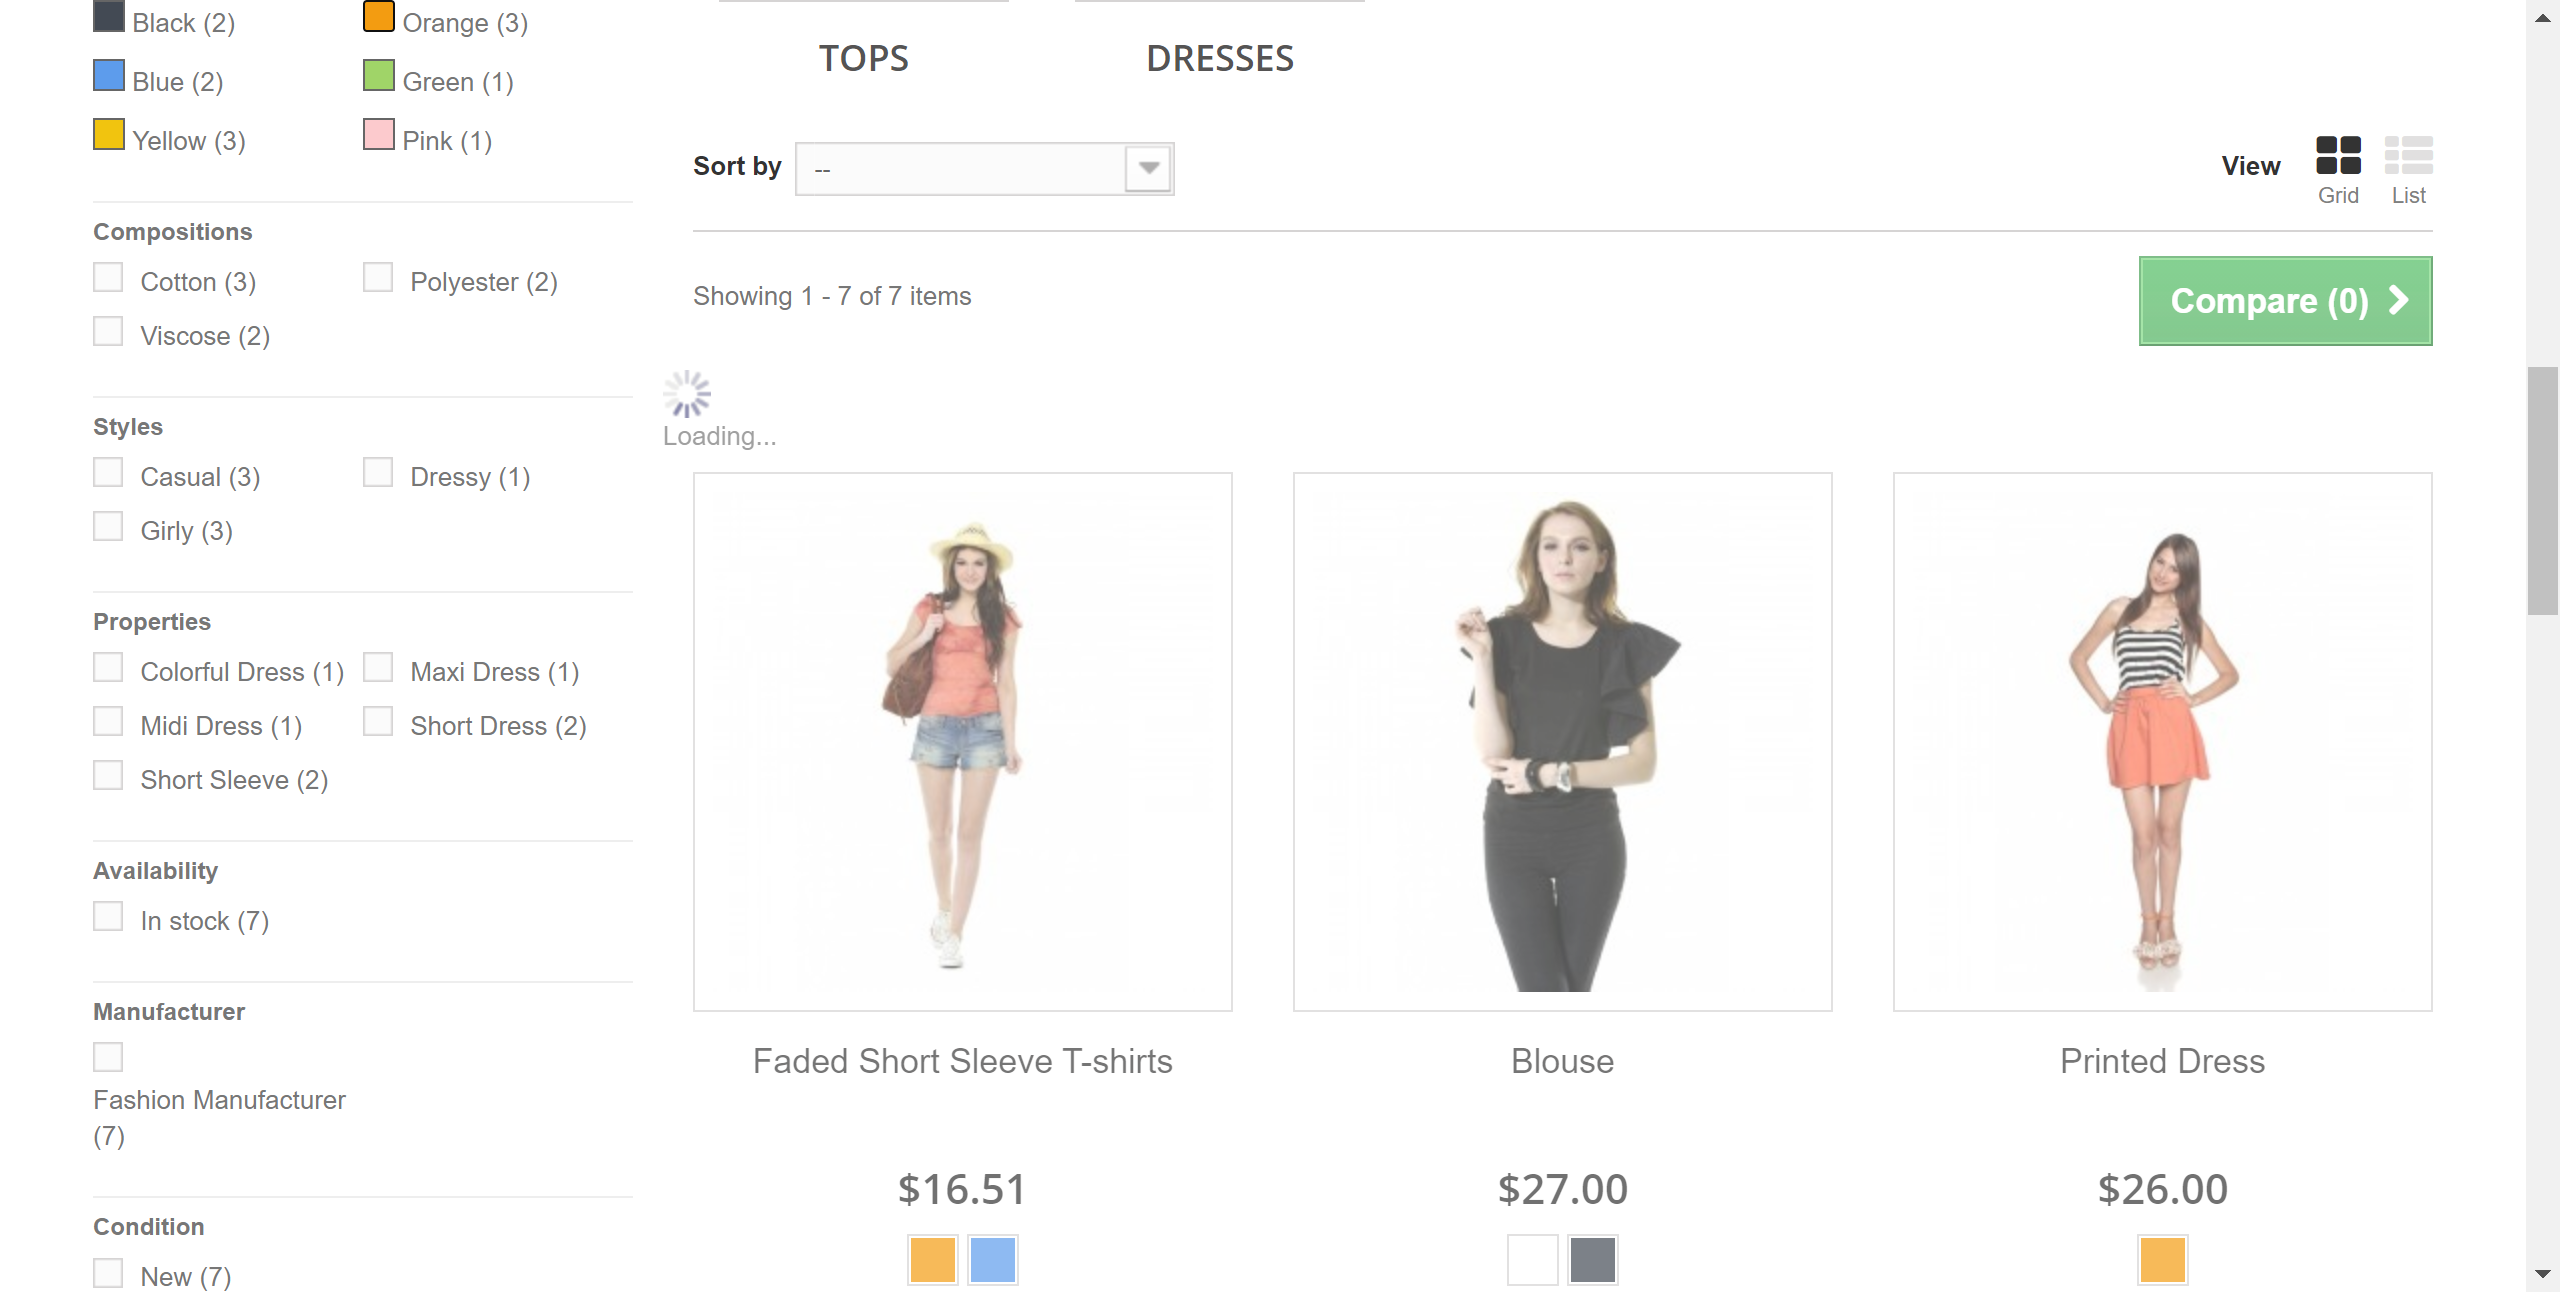 Black (2)
Orange (3)
Blue (2)
Green (1)
Yellow (3)
Pink (1)
Compositions
Cotton (3)
Polyester (2)
Viscose (2)
Styles
Casual (3)
Dressy (1)
Girly (3)
Properties
Colorful Dress (1)
Maxi Dress (1)
Midi Dress (1)
Short Dress (2)
Short Sleeve (2)
Availability
In stock (7)
Manufacturer
Fashion Manufacturer
(7)
Condition
New (7)
TOPS
DRESSES
Sort by
--
View
Grid
List
Showing 1 - 7 of 7 items
Compare (0)
Loading...
Faded Short Sleeve T-shirts
$16.51
Blouse
$27.00
Printed Dress
$26.00